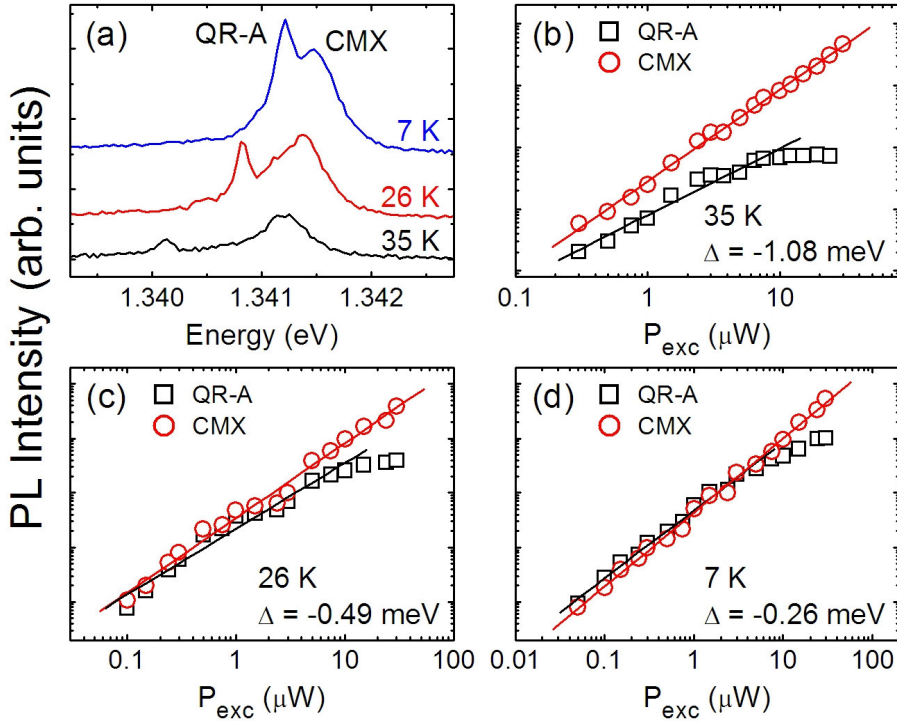 PL Intensity (arb. units)
(a)
QR-A
CMX
7 K
26 K
35 K
1.340
1.341
1.342
Energy (eV)
(b)
QR-A
CMX
35 K
Δ = -1.08 meV
0.1
1
10
P_exc (μW)
(c)
QR-A
CMX
26 K
Δ = -0.49 meV
0.1
1
10
100
P_exc (μW)
(d)
QR-A
CMX
7 K
Δ = -0.26 meV
0.01
0.1
1
10
100
P_exc (μW)